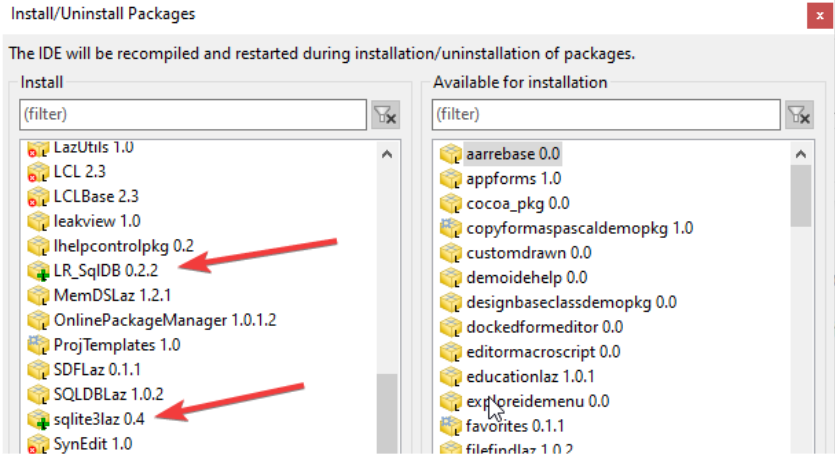 Install/Uninstall Packages
x
The IDE will be recompiled and restarted during installation/uninstallation of packages.
Install
(filter)
LazUtils 1.0
LCL 2.3
LCLBase 2.3
leakview 1.0
lhelpcontrolpkg 0.2
LR_SqlDB 0.2.2
MemDSLaz 1.2.1
OnlinePackageManager 1.0.1.2
ProjTemplates 1.0
SDFLaz 0.1.1
SQLDBLaz 1.0.2
sqlite3laz 0.4
SynEdit 1.0
Available for installation
(filter)
aarrebase 0.0
appforms 1.0
cocoa_pkg 0.0
copyformaspascaldemopkg 1.0
customdrawn 0.0
demoidehelp 0.0
designbaseclassdemopkg 0.0
dockedformeditor 0.0
editormacroscript 0.0
educationlaz 1.0.1
exploreidemenu 0.0
favorites 0.1.1
filefindlaz 1.0.2